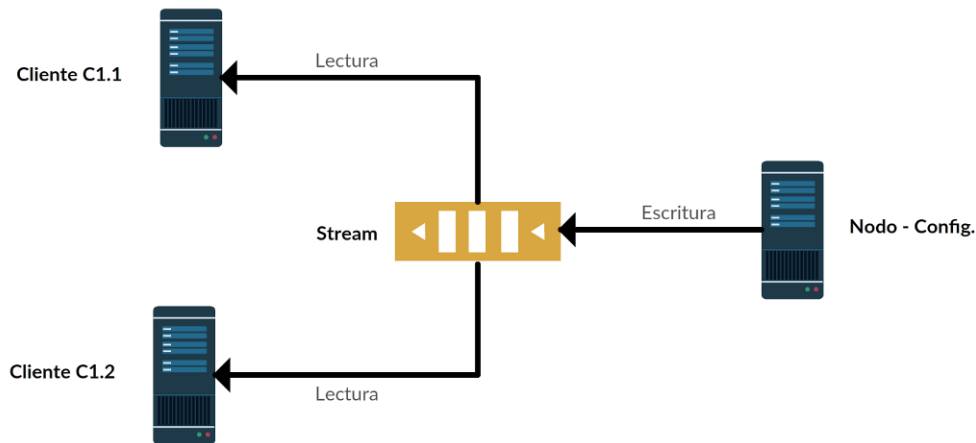 Lectura
Cliente C1.1
Escritura
Stream
Nodo - Config.
Cliente C1.2
Lectura